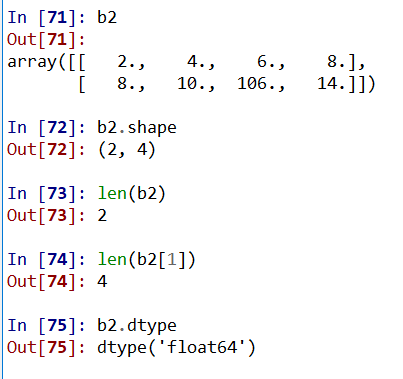 In [71]: b2
Out[71]:
array([[   2.,    4.,    6.,    8.],
       [   8.,   10.,  106.,   14.]])
In [72]: b2.shape
Out[72]: (2, 4)
In [73]: len(b2)
Out[73]: 2
In [74]: len(b2[1])
Out[74]: 4
In [75]: b2.dtype
Out[75]: dtype('float64')